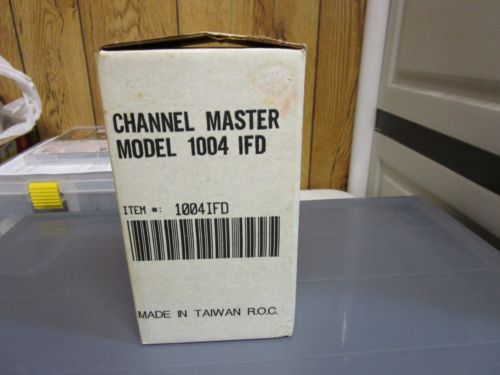 CHANNEL MASTER
MODEL 1004 IFD
ITEM #: 1004IFD
MADE IN TAIWAN R.O.C.